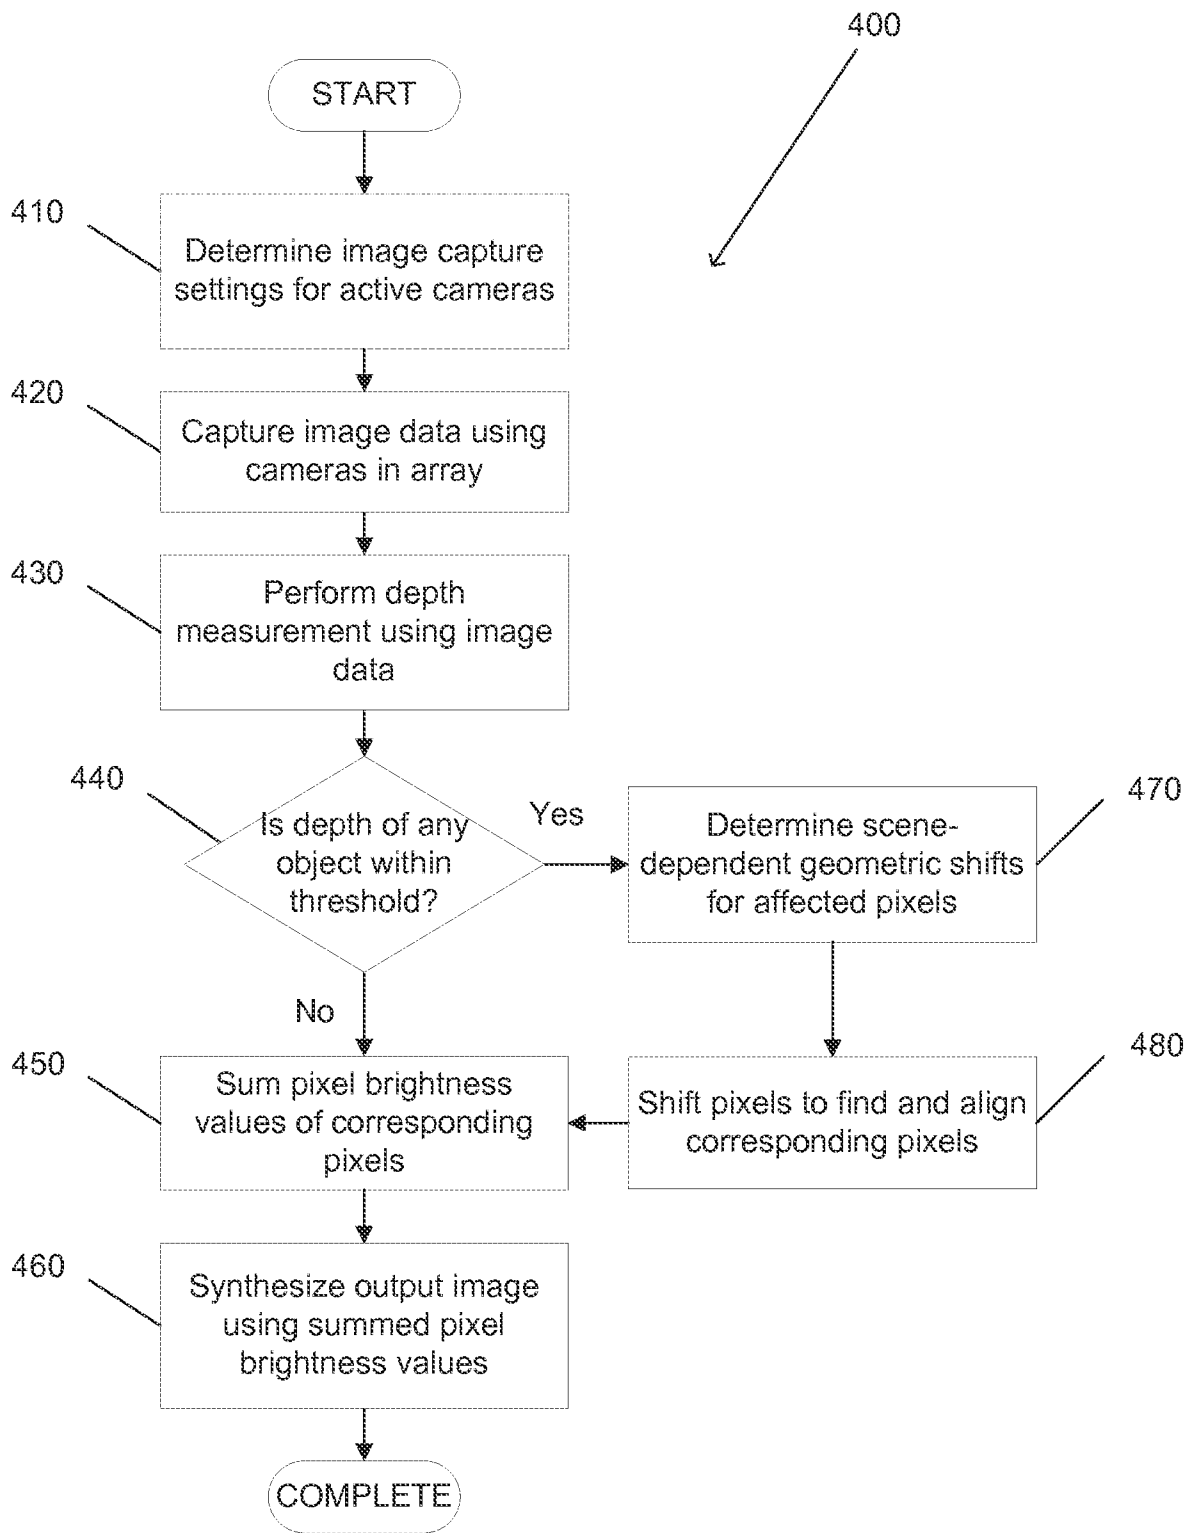 400
START
410
Determine image capture
settings for active cameras
420
Capture image data using
cameras in array
430
Perform depth
measurement using image
data
440
Is depth of any
object within
threshold?
Yes
470
Determine scene-
dependent geometric shifts
for affected pixels
No
450
Sum pixel brightness
values of corresponding
pixels
480
Shift pixels to find and align
corresponding pixels
460
Synthesize output image
using summed pixel
brightness values
COMPLETE